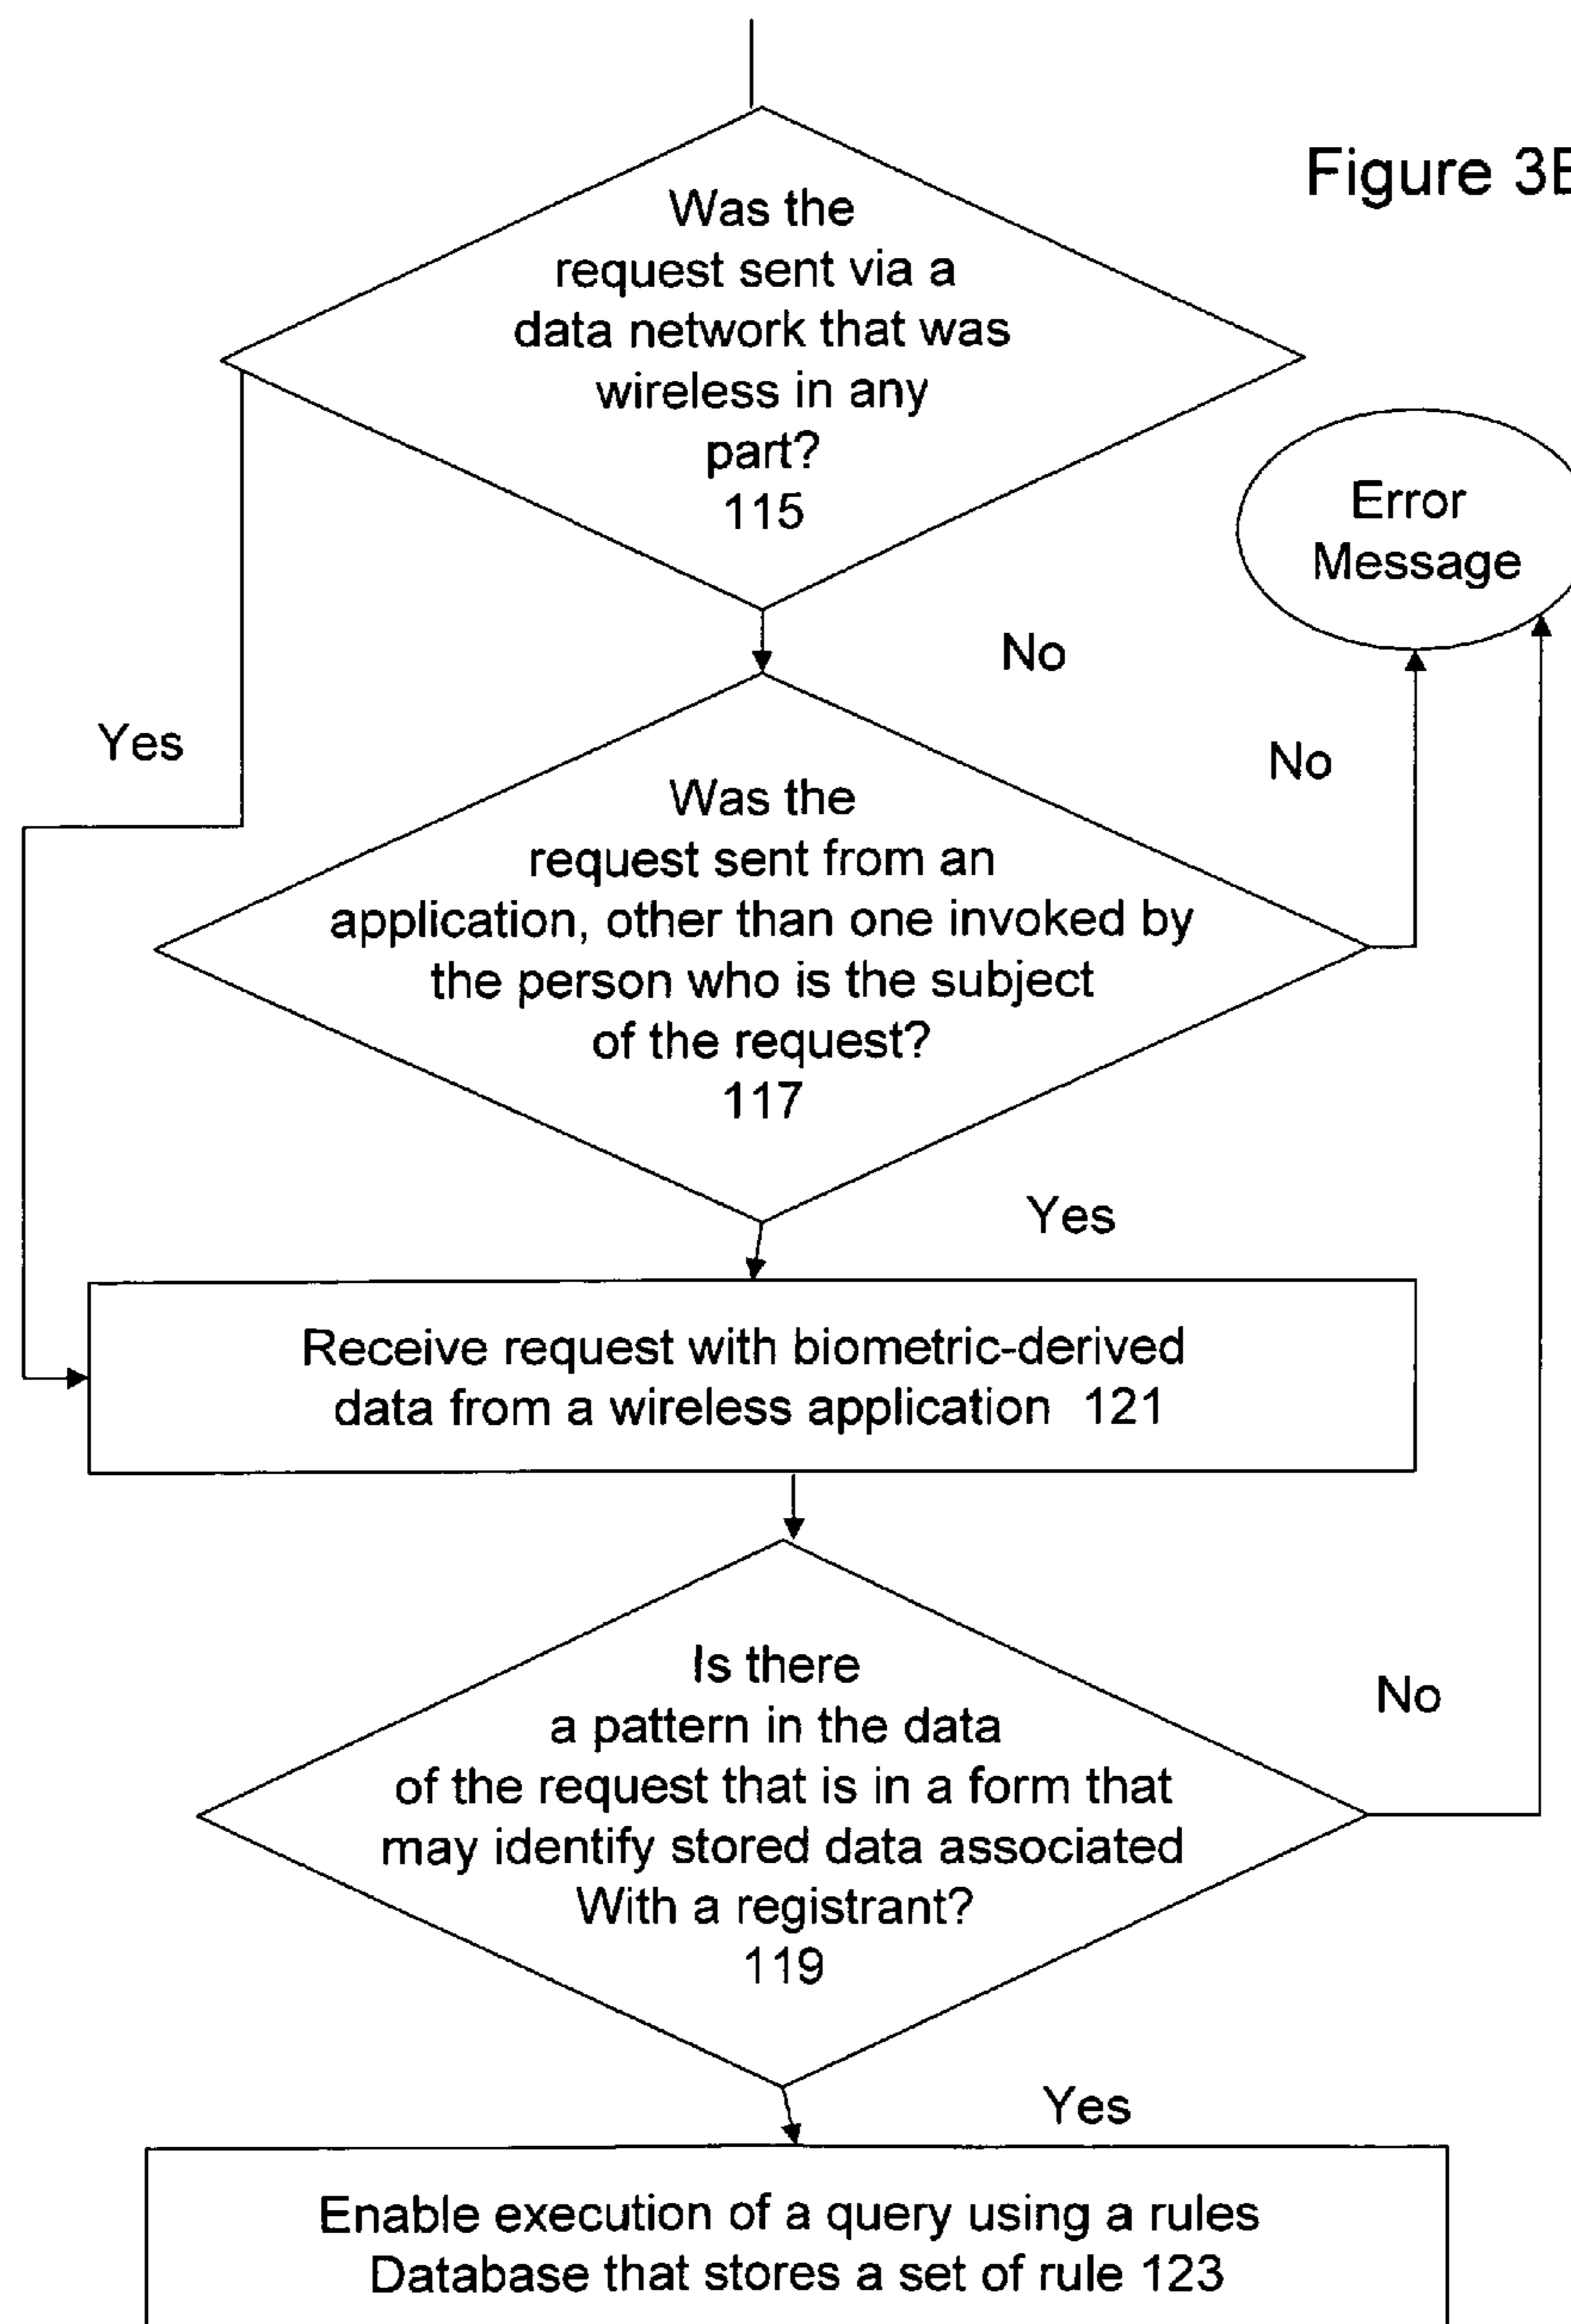 Figure 3B
Was the
request sent via a
data network that was
wireless in any
part?
115
Error
Message
No
Yes
No
Was the
request sent from an
application, other than one invoked by
the person who is the subject
of the request?
117
Yes
Receive request with biometric-derived
data from a wireless application 121
Is there
a pattern in the data
of the request that is in a form that
may identify stored data associated
With a registrant?
119
No
Yes
Enable execution of a query using a rules
Database that stores a set of rule 123